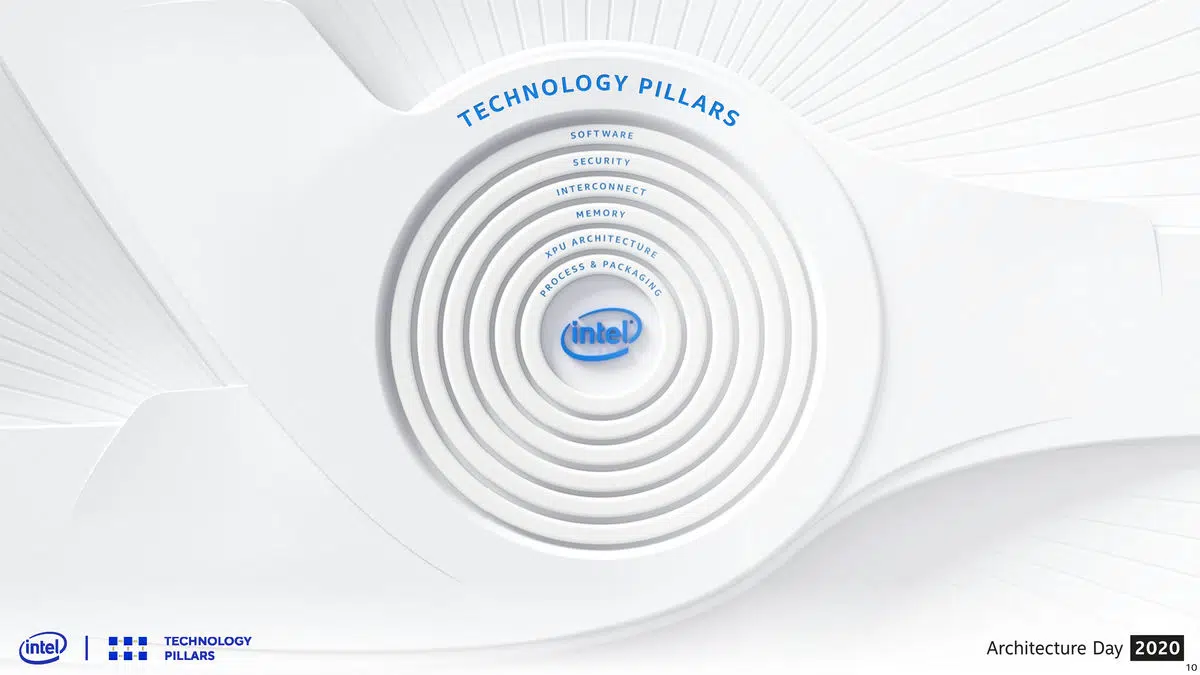 TECHNOLOGY PILLARS
SOFTWARE
SECURITY
INTERCONNECT
MEMORY
XPU ARCHITECTURE
PROCESS & PACKAGING
intel
intel
TECHNOLOGY
PILLARS
Architecture Day 2020
10